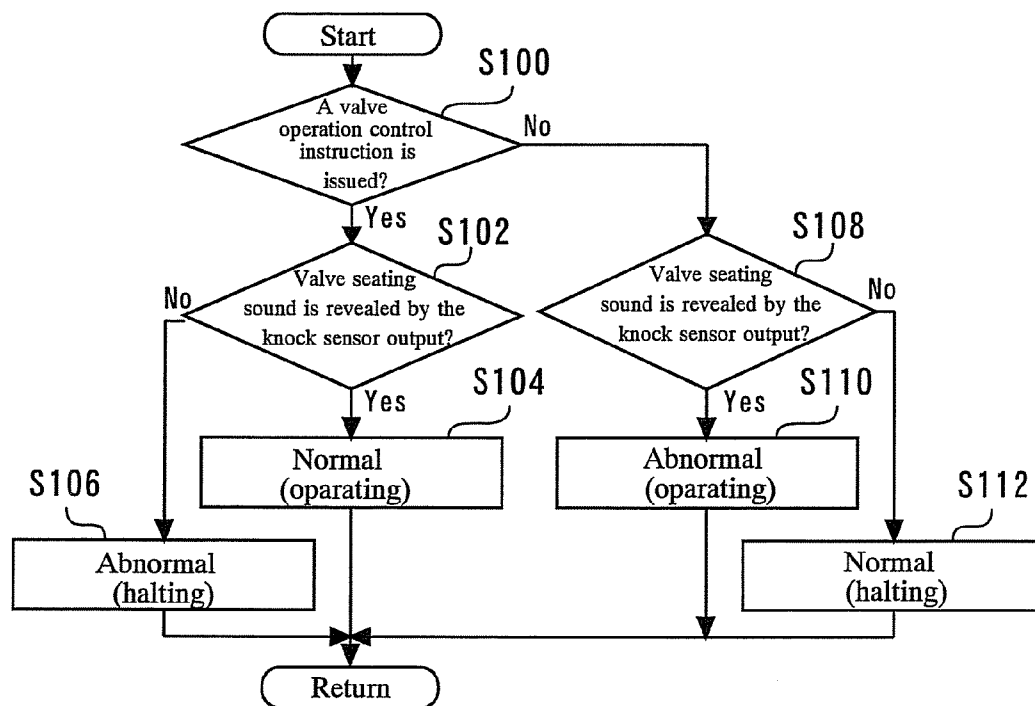 Start
S100
A valve
operation control
instruction is
issued?
No
Yes
S102
Valve seating
sound is revealed by the
knock sensor output?
No
Yes
S104
Normal
(oparating)
S106
Abnormal
(halting)
S108
Valve seating
sound is revealed by the
knock sensor output?
No
Yes
S110
Abnormal
(oparating)
S112
Normal
(halting)
Return